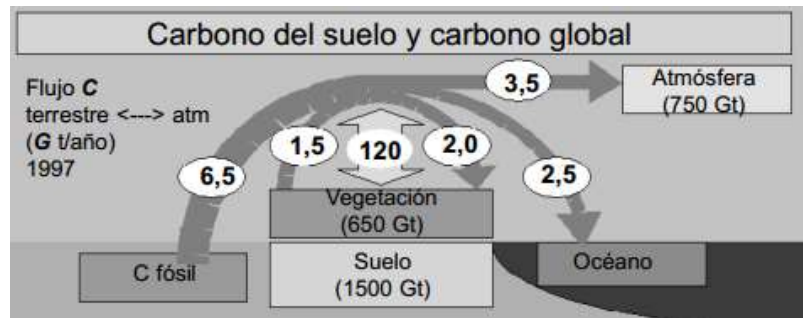 Carbono del suelo y carbono global
Flujo C
terrestre <---> atm
(G t/año)
1997
3,5
Atmósfera
(750 Gt)
1,5
120
2,0
6,5
2,5
Vegetación
(650 Gt)
C fósil
Suelo
(1500 Gt)
Océano